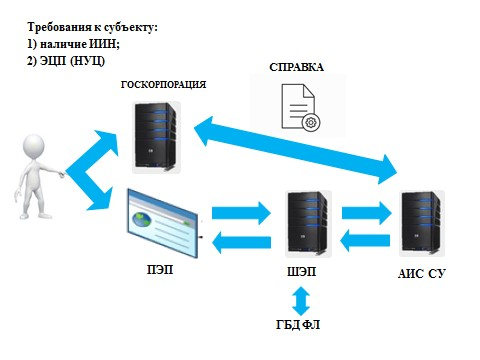 Требования к субъекту:
1) наличие ИИН;
2) ЭЦП (НУЦ)
ГОСКОРПОРАЦИЯ
СПРАВКА
ПЭП
ШЭП
АИС СУ
ГБД ФЛ